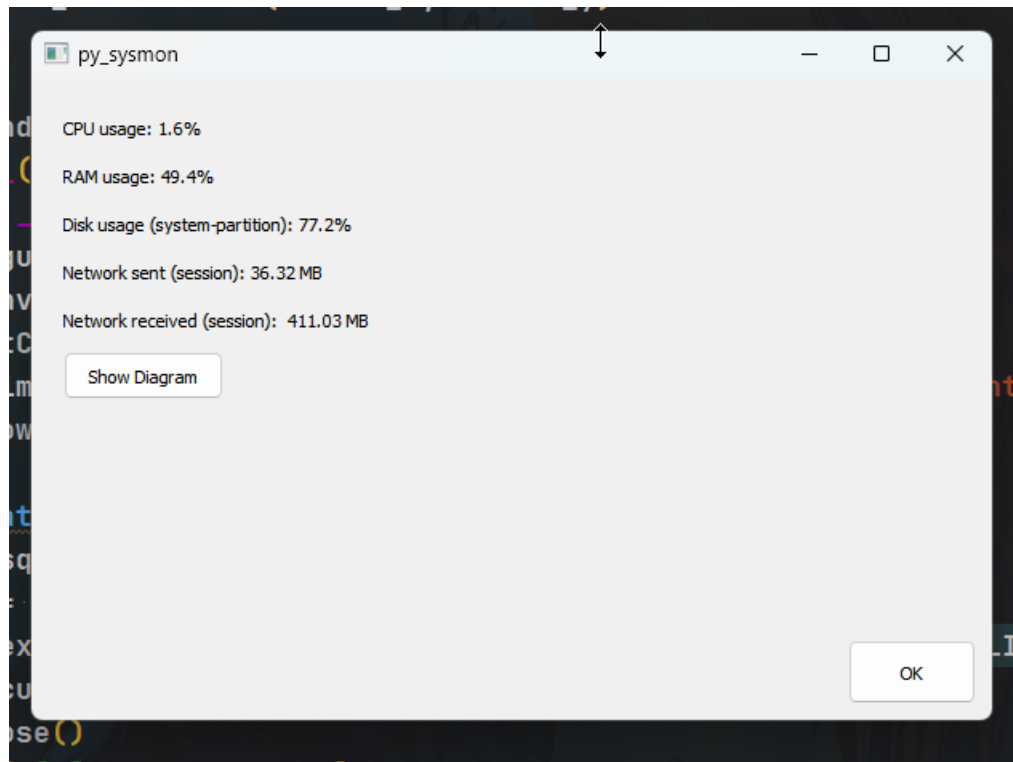 py_sysmon
CPU usage: 1.6%
RAM usage: 49.4%
Disk usage (system-partition): 77.2%
Network sent (session): 36.32 MB
Network received (session): 411.03 MB
Show Diagram
OK